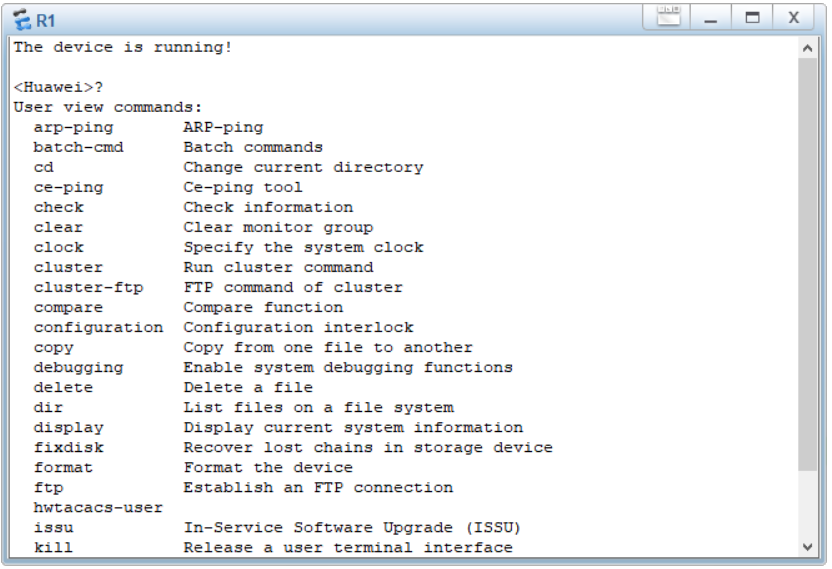 R1
The device is running!
<Huawei>?
User view commands:
  arp-ping       ARP-ping
  batch-cmd      Batch commands
  cd             Change current directory
  ce-ping        Ce-ping tool
  check          Check information
  clear          Clear monitor group
  clock          Specify the system clock
  cluster        Run cluster command
  cluster-ftp    FTP command of cluster
  compare        Compare function
  configuration  Configuration interlock
  copy           Copy from one file to another
  debugging      Enable system debugging functions
  delete         Delete a file
  dir            List files on a file system
  display        Display current system information
  fixdisk        Recover lost chains in storage device
  format         Format the device
  ftp            Establish an FTP connection
  hwtacacs-user
  issu           In-Service Software Upgrade (ISSU)
  kill           Release a user terminal interface